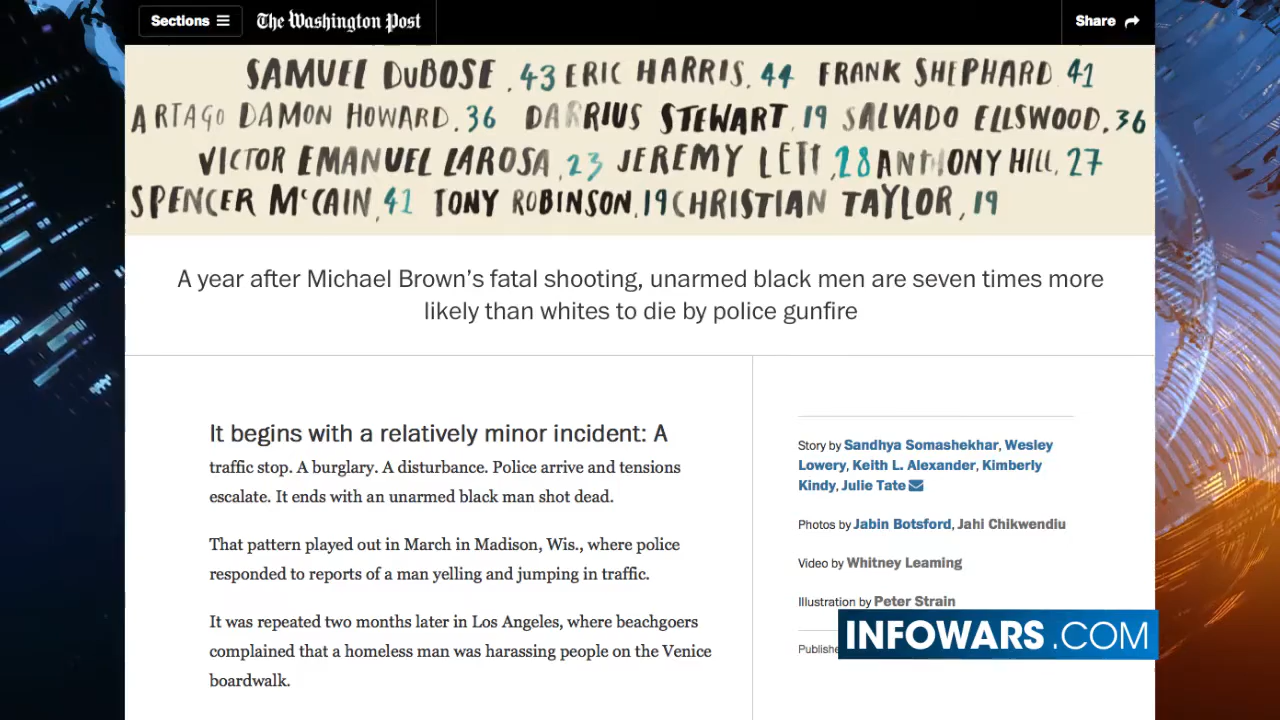 Sections
The Washington Post
Share
SAMUEL DuBOSE, 43 ERIC HARRIS, 44 FRANK SHEPHARD 41
ARTAGO DAMON HOWARD, 36 DARRIUS STEWART, 19 SALVADO ELLSWOOD, 36
VICTOR EMANUEL LAROSA, 23 JEREMY LETT, 28 ANTHONY HILL, 27
SPENCER McCAIN, 41 TONY ROBINSON, 19 CHRISTIAN TAYLOR, 19
A year after Michael Brown’s fatal shooting, unarmed black men are seven times more
likely than whites to die by police gunfire
It begins with a relatively minor incident: A
traffic stop. A burglary. A disturbance. Police arrive and tensions
escalate. It ends with an unarmed black man shot dead.
That pattern played out in March in Madison, Wis., where police
responded to reports of a man yelling and jumping in traffic.
It was repeated two months later in Los Angeles, where beachgoers
complained that a homeless man was harassing people on the Venice
boardwalk.
Story by Sandhya Somashekhar, Wesley
Lowery, Keith L. Alexander, Kimberly
Kindy, Julie Tate
Photos by Jabin Botsford, Jahi Chikwendiu
Video by Whitney Leaming
Illustration by Peter Strain
Publishe
INFOWARS.COM